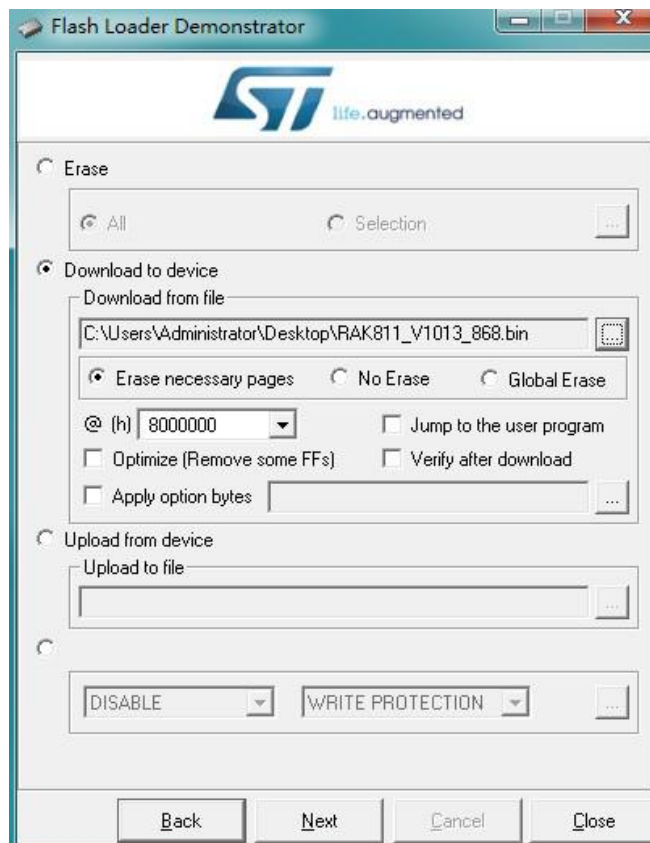 Flash Loader Demonstrator
ST
life.augmented
Erase
All Selection ...
Download to device
Download from file
C:\Users\Administrator\Desktop\RAK811_V1013_868.bin ...
Erase necessary pages No Erase Global Erase
@ (h) 8000000 Jump to the user program
Optimize (Remove some FFs) Verify after download
Apply option bytes ...
Upload from device
Upload to file
...
DISABLE WRITE PROTECTION ...
Back Next Cancel Close